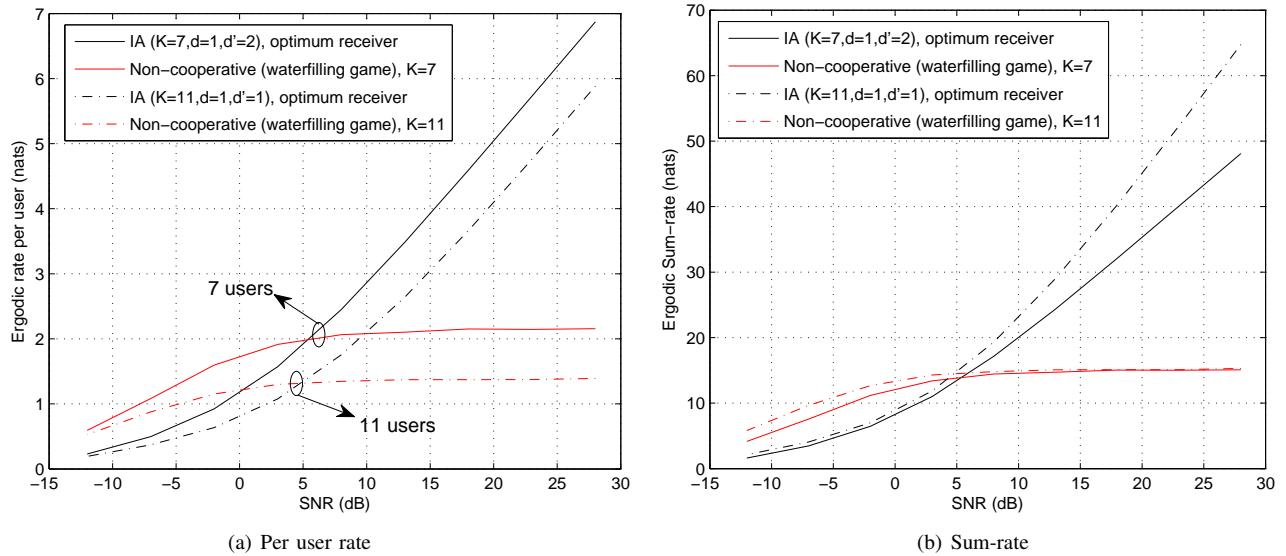 7
6
5
4
3
2
1
0
−15
−10
−5
0
5
10
15
20
25
30
SNR (dB)
Ergodic rate per user (nats)
IA (K=7,d=1,d'=2), optimum receiver
Non−cooperative (waterfilling game), K=7
IA (K=11,d=1,d'=1), optimum receiver
Non−cooperative (waterfilling game), K=11
7 users
11 users
(a) Per user rate
80
70
60
50
40
30
20
10
0
−15
−10
−5
0
5
10
15
20
25
30
SNR (dB)
Ergodic Sum−rate (nats)
IA (K=7,d=1,d'=2), optimum receiver
Non−cooperative (waterfilling game), K=7
IA (K=11,d=1,d'=1), optimum receiver
Non−cooperative (waterfilling game), K=11
(b) Sum-rate